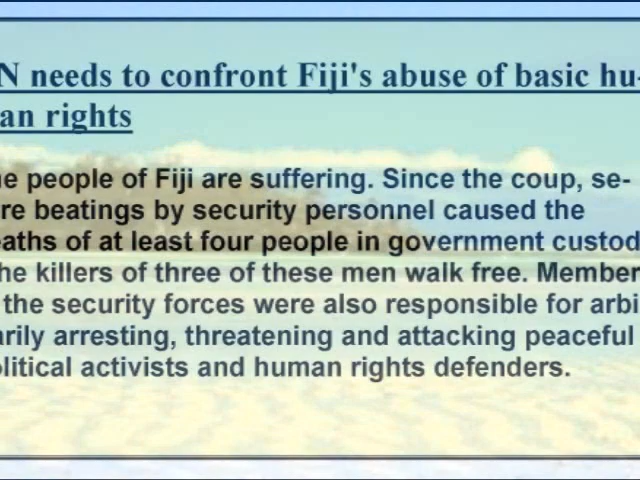 N needs to confront Fiji's abuse of basic hu-
an rights
he people of Fiji are suffering. Since the coup, se-
re beatings by security personnel caused the
eaths of at least four people in government custod
he killers of three of these men walk free. Member
the security forces were also responsible for arbi
arily arresting, threatening and attacking peaceful
olitical activists and human rights defenders.